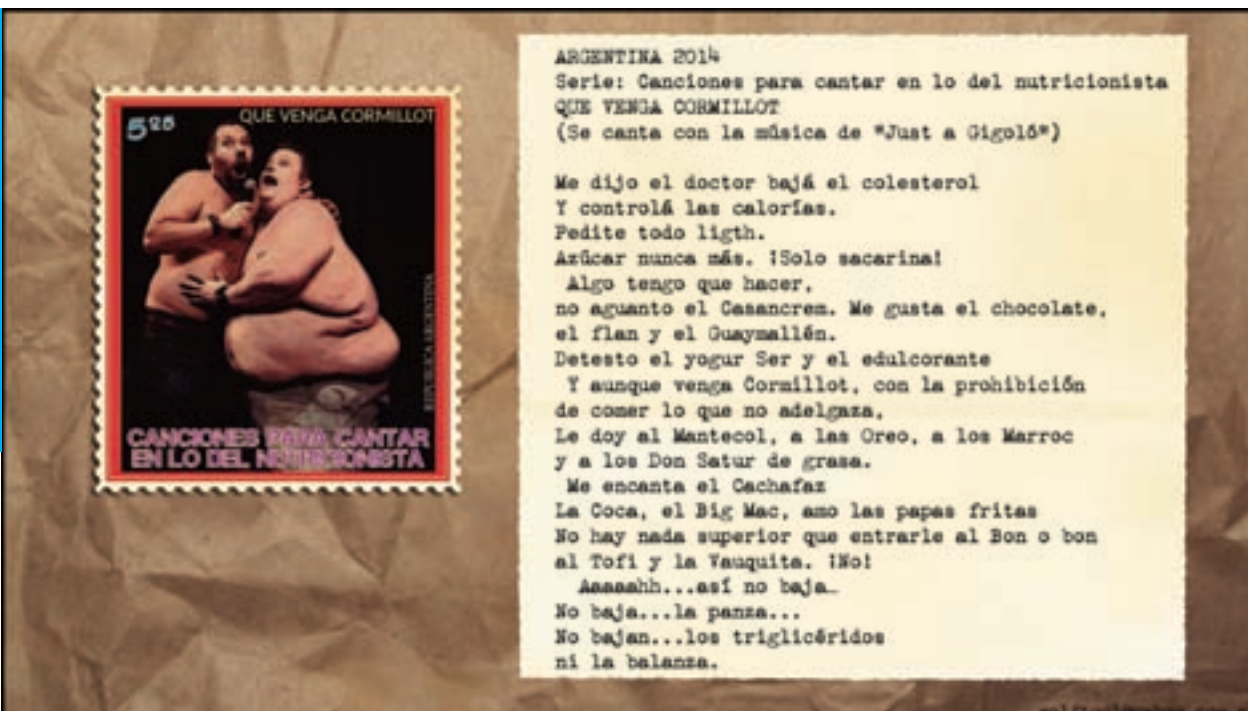 5²⁵
QUE VENGA CORMILLOT
REPUBLICA ARGENTINA
CANCIONES PARA CANTAR
EN LO DEL NUTRICIONISTA
ARGENTINA 2014
Serie: Canciones para cantar en lo del nutricionista
QUE VENGA CORMILLOT
(Se canta con la música de "Just a Gigoló")
Me dijo el doctor bajá el colesterol
Y controlá las calorías.
Pedite todo ligth.
Azúcar nunca más. ¡Solo sacarina!
Algo tengo que hacer,
no aguanto el Casancrem. Me gusta el chocolate,
el flan y el Guaymallén.
Detesto el yogur Ser y el edulcorante
Y aunque venga Cormillot, con la prohibición
de comer lo que no adelgaza,
Le doy al Mantecol, a las Oreo, a los Marroc
y a los Don Satur de grasa.
Me encanta el Cachafaz
La Coca, el Big Mac, amo las papas fritas
No hay nada superior que entrarle al Bon o bon
al Tofi y la Vauquita. ¡No!
Aaaaahh...así no baja…
No baja...la panza...
No bajan...los triglicéridos
ni la balanza.